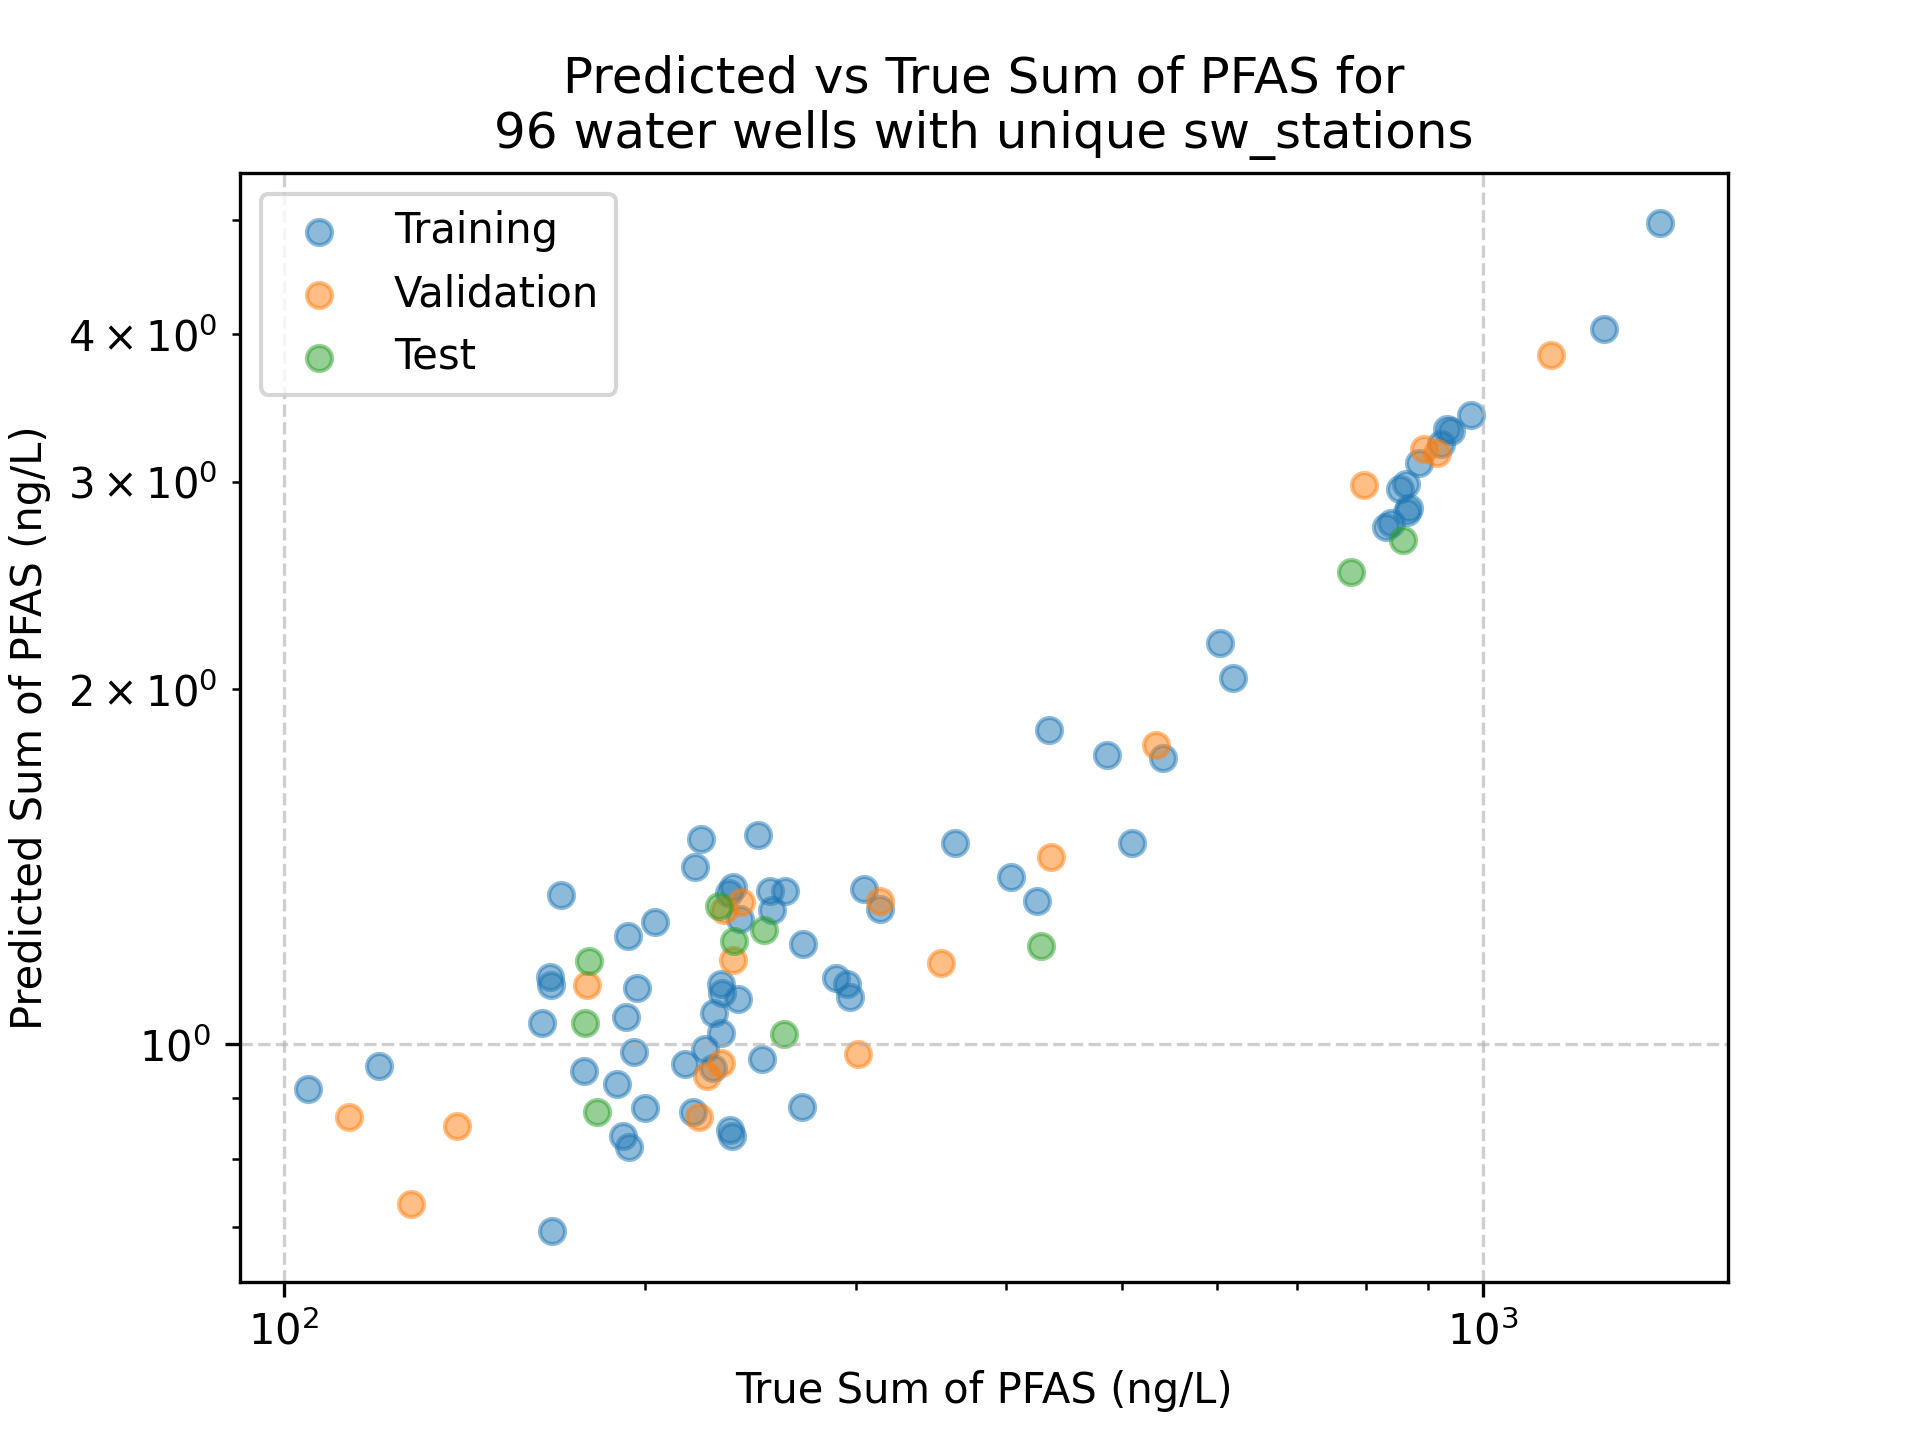 Predicted vs True Sum of PFAS for
96 water wells with unique sw_stations
Training
Validation
Test
Predicted Sum of PFAS (ng/L)
4 × 10⁰
3 × 10⁰
2 × 10⁰
10⁰
10²
10³
True Sum of PFAS (ng/L)